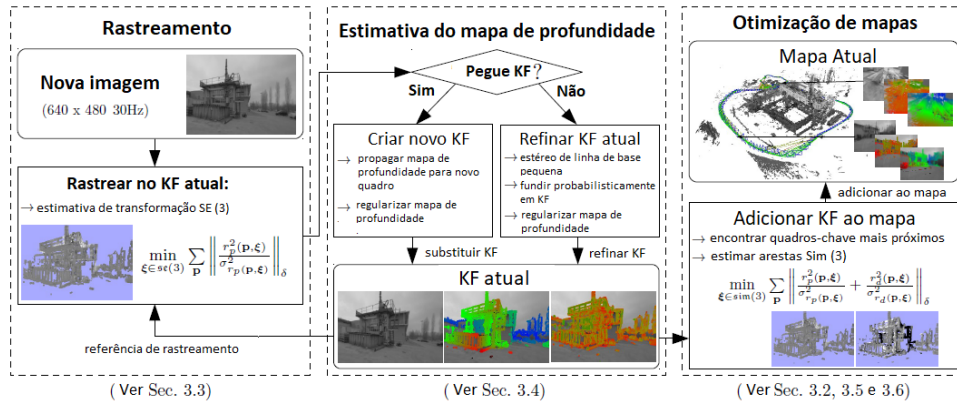 Rastreamento
Nova imagem
(640 x 480 30Hz)
Rastrear no KF atual:
→ estimativa de transformação SE (3)
min ξ∈se(3) ∑ p ‖ r²p(p,ξ) / σ²rp(p,ξ) ‖δ
referência de rastreamento
( Ver Sec. 3.3)
Estimativa do mapa de profundidade
Pegue KF?
Sim
Não
Criar novo KF
→ propagar mapa de
profundidade para novo
quadro
→ regularizar mapa de
profundidade
Refinar KF atual
→ estéreo de linha de base
pequena
→ fundir probabilisticamente
em KF
→ regularizar mapa de
profundidade
substituir KF
refinar KF
KF atual
( Ver Sec. 3.4)
Otimização de mapas
Mapa Atual
adicionar ao mapa
Adicionar KF ao mapa
→ encontrar quadros-chave mais próximos
→ estimar arestas Sim (3)
min ξ∈sim(3) ∑ p ‖ r²p(p,ξ) / σ²rp(p,ξ) + r²d(p,ξ) / σ²rd(p,ξ) ‖δ
( Ver Sec. 3.2, 3.5 e 3.6)